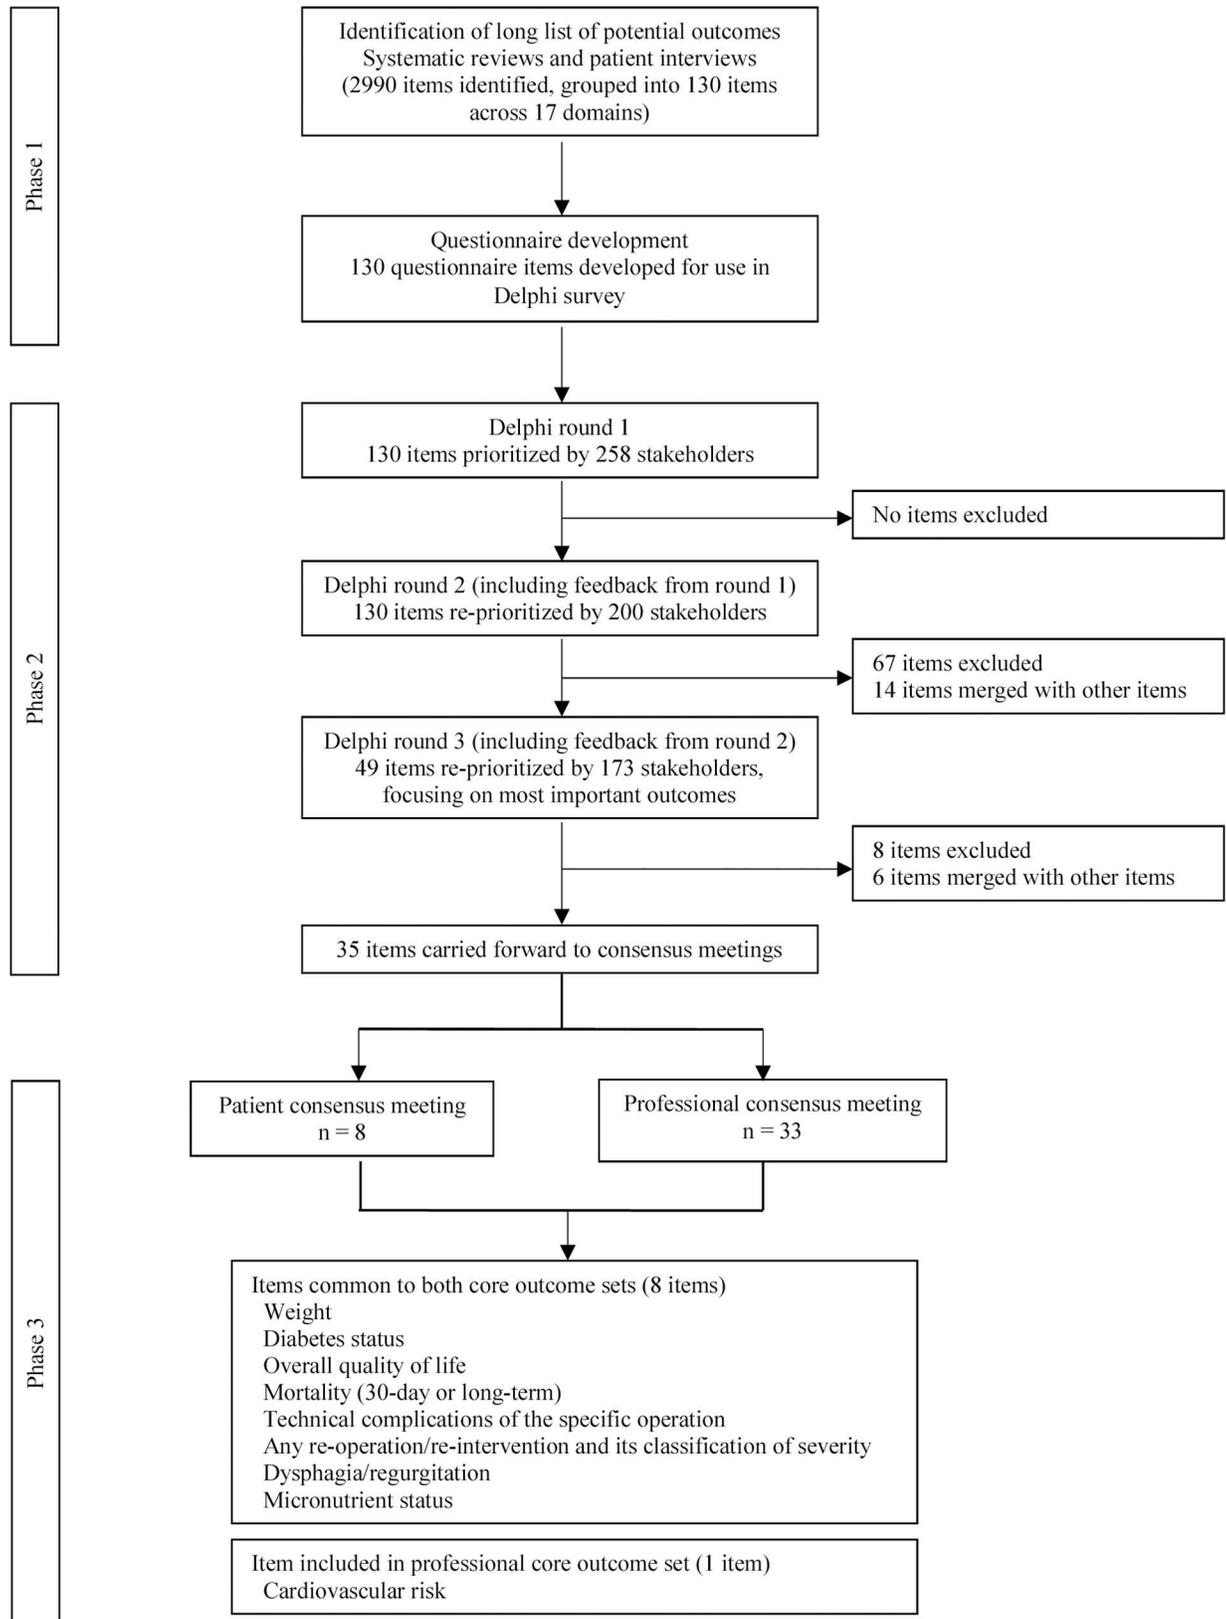 Phase 1
Identification of long list of potential outcomes
Systematic reviews and patient interviews
(2990 items identified, grouped into 130 items
across 17 domains)
Questionnaire development
130 questionnaire items developed for use in
Delphi survey
Phase 2
Delphi round 1
130 items prioritized by 258 stakeholders
No items excluded
Delphi round 2 (including feedback from round 1)
130 items re-prioritized by 200 stakeholders
67 items excluded
14 items merged with other items
Delphi round 3 (including feedback from round 2)
49 items re-prioritized by 173 stakeholders,
focusing on most important outcomes
8 items excluded
6 items merged with other items
35 items carried forward to consensus meetings
Phase 3
Patient consensus meeting
n = 8
Professional consensus meeting
n = 33
Items common to both core outcome sets (8 items)
Weight
Diabetes status
Overall quality of life
Mortality (30-day or long-term)
Technical complications of the specific operation
Any re-operation/re-intervention and its classification of severity
Dysphagia/regurgitation
Micronutrient status
Item included in professional core outcome set (1 item)
Cardiovascular risk